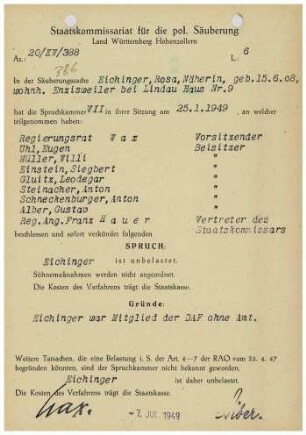 Staatskommissariat für die pol. Säuberung
Land Württemberg Hohenzollern
Az.: 20/XV/388 L. 6
386
In der Säuberungssache Eichinger, Rosa, Näherin, geb.15.6.08,
wohnh. Enzisweiler bei Lindau Haus Nr.9
hat die Spruchkammer VII in ihrer Sitzung am 25.1.1949, an welcher
teilgenommen haben:
Regierungsrat Wax Vorsitzender
Uhl, Eugen Beisitzer
Müller, Willi "
Einstein, Siegbert "
Gluitz, Leodegar "
Steinacher, Anton "
Schneckenburger, Anton "
Alber, Gustav "
Reg.Ang.Franz Hauer Vertreter des
Staatskommissars
beschlossen und sofort verkündet folgenden
SPRUCH:
Eichinger ist unbelastet.
Sühnemaßnahmen werden nicht angeordnet.
Die Kosten des Verfahrens trägt die Staatskasse.
Gründe:
Eichinger war Mitglied der DAF ohne Amt.
Weitere Tatsachen, die eine Belastung i. S. der Art. 4—7 der RAO vom 25. 4. 47
begründen könnten, sind der Spruchkammer nicht bekannt geworden.
Eichinger ist daher unbelastet.
Die Kosten des Verfahrens trägt die Staatskasse.
Wax.
-7. JUL. 1949